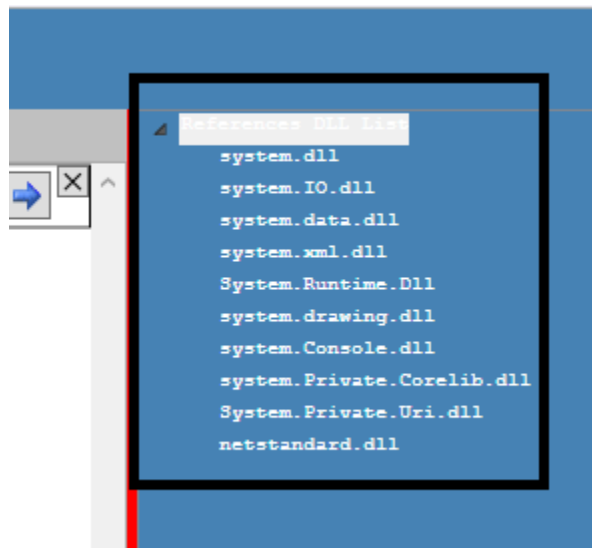 References DLL List
system.dll
system.IO.dll
system.data.dll
system.xml.dll
System.Runtime.Dll
system.drawing.dll
system.Console.dll
system.Private.Corelib.dll
System.Private.Uri.dll
netstandard.dll